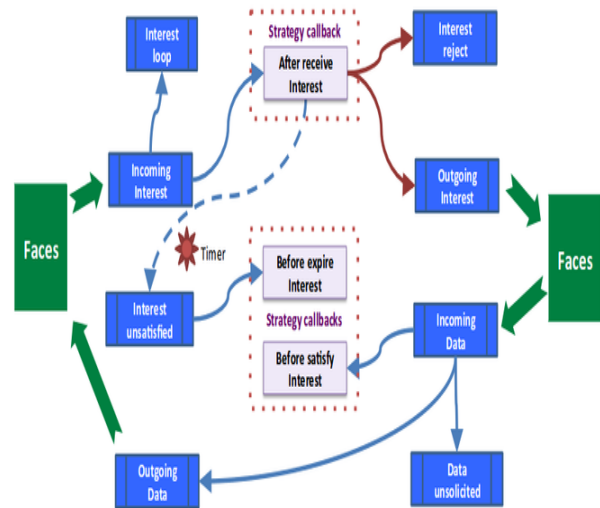 Strategy callback
Interest
loop
After receive
Interest
Interest
reject
Incoming
Interest
Outgoing
Interest
Faces
Faces
Timer
Before expire
Interest
Interest
unsatisfied
Strategy callbacks
Incoming
Data
Before satisfy
Interest
Outgoing
Data
Data
unsolicited